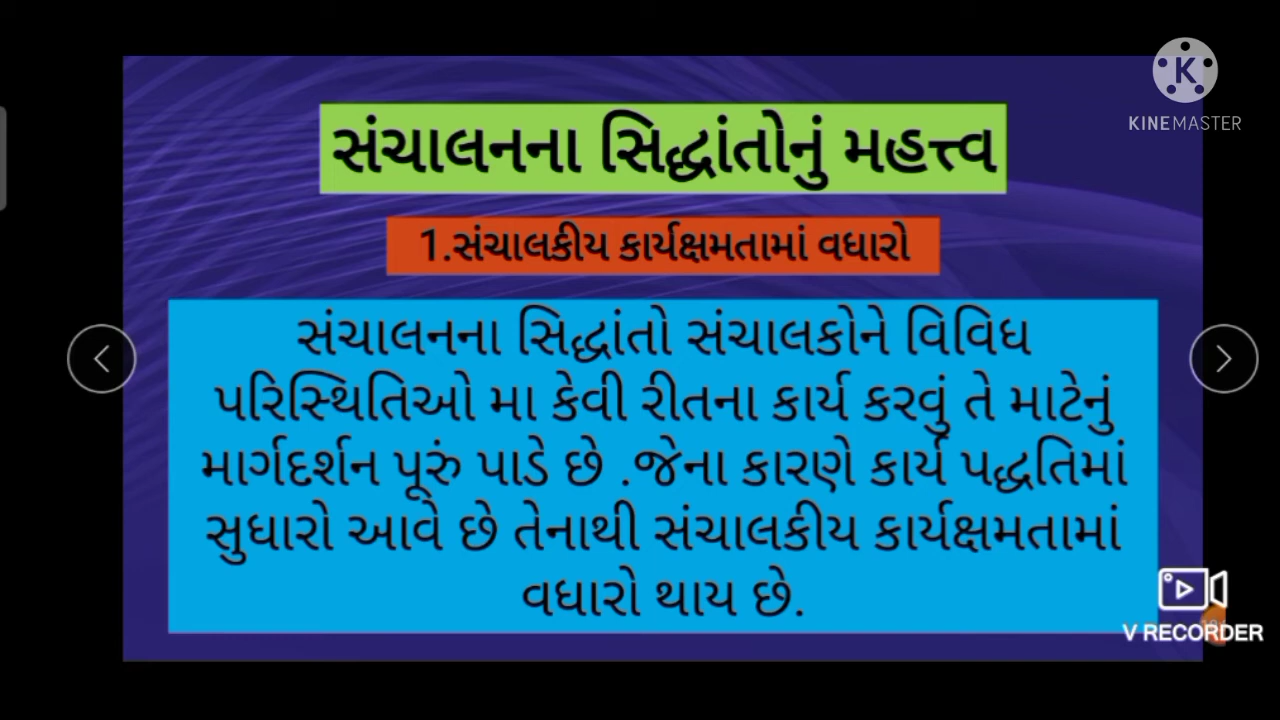 સંચાલનના સિદ્ધાંતોનું મહત્ત્વ
1.સંચાલકીય કાર્યક્ષમતામાં વધારો
સંચાલનના સિદ્ધાંતો સંચાલકોને વિવિધ
પરિસ્થિતિઓ મા કેવી રીતના કાર્ય કરવું તે માટેનું
માર્ગદર્શન પૂરું પાડે છે .જેના કારણે કાર્ય પદ્ધતિમાં
સુધારો આવે છે તેનાથી સંચાલકીય કાર્યક્ષમતામાં
વધારો થાય છે.
K
KINEMASTER
V RECORDER